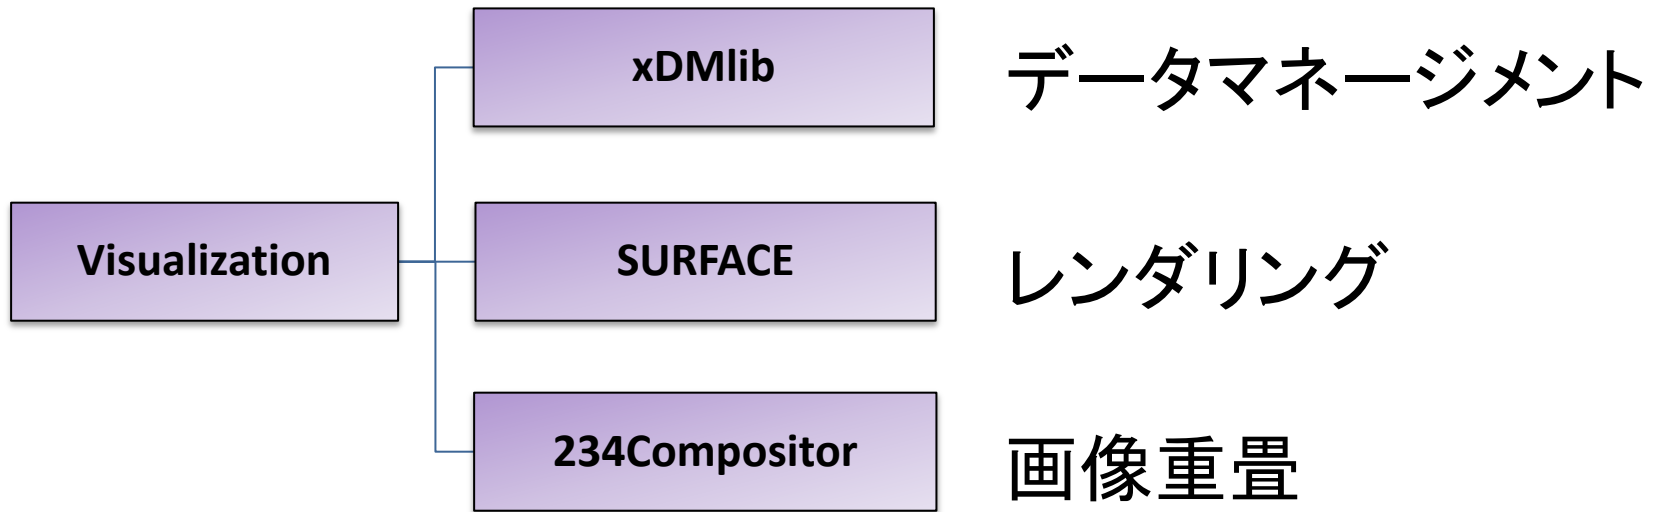 xDMlib データマネージメント
Visualization
SURFACE レンダリング
234Compositor 画像重畳